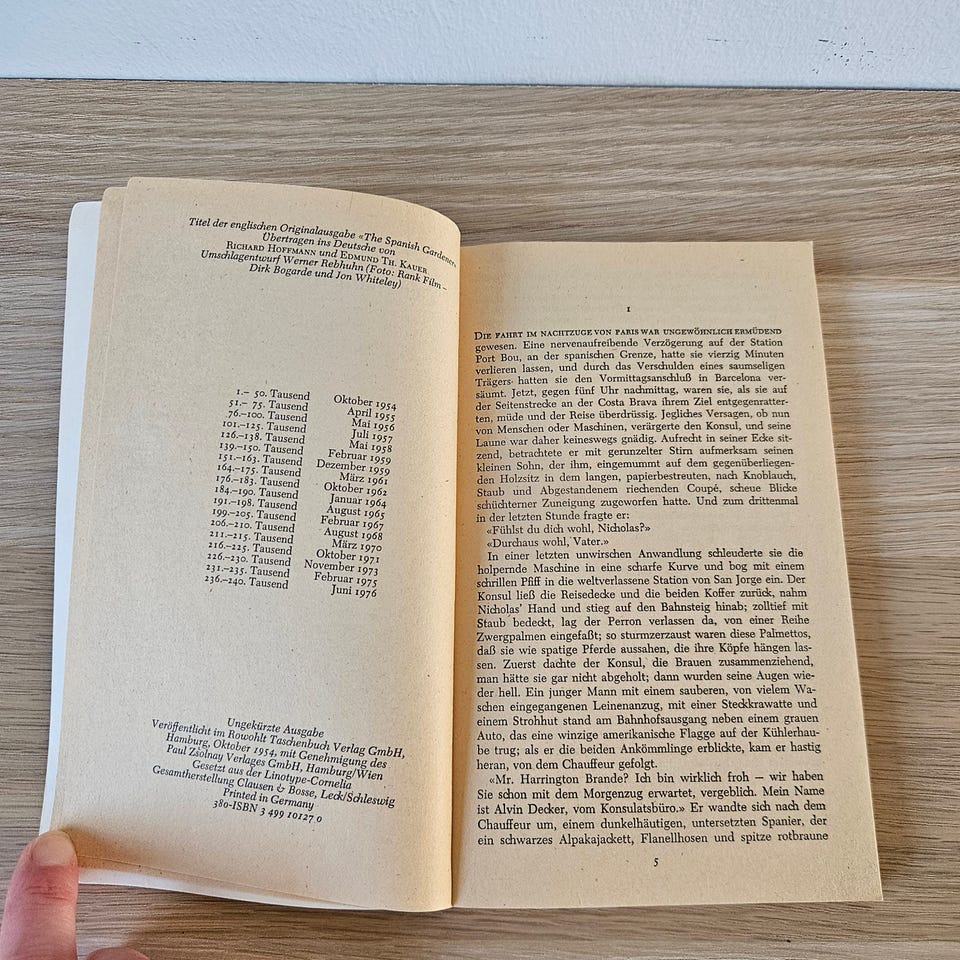 Titel der englischen Originalausgabe «The Spanish Gardener»
Übertragen ins Deutsche von
Richard Hoffmann und Edmund Th. Kauer
Umschlagentwurf Werner Rebhuhn (Foto: Rank Film –
Dirk Bogarde und Jon Whiteley)
1.– 50. Tausend Oktober 1954
51.– 75. Tausend April 1955
76.–100. Tausend Mai 1956
101.–125. Tausend Juli 1957
126.–138. Tausend Mai 1958
139.–150. Tausend Februar 1959
151.–163. Tausend Dezember 1959
164.–175. Tausend März 1961
176.–183. Tausend Oktober 1962
184.–190. Tausend Januar 1964
191.–198. Tausend August 1965
199.–205. Tausend Februar 1967
206.–210. Tausend August 1968
211.–215. Tausend März 1970
216.–225. Tausend Oktober 1971
226.–230. Tausend November 1973
231.–235. Tausend Februar 1975
236.–240. Tausend Juni 1976
Ungekürzte Ausgabe
Veröffentlicht im Rowohlt Taschenbuch Verlag GmbH,
Hamburg, Oktober 1954, mit Genehmigung des
Paul Zsolnay Verlages GmbH, Hamburg/Wien
Gesetzt aus der Linotype-Cornelia
Gesamtherstellung Clausen & Bosse, Leck/Schleswig
Printed in Germany
380-ISBN 3 499 10127 0
1
Die Fahrt im Nachtzuge von Paris war ungewöhnlich ermüdend
gewesen. Eine nervenaufreibende Verzögerung auf der Station
Port Bou, an der spanischen Grenze, hatte sie vierzig Minuten
verlieren lassen, und durch das Verschulden eines saumseligen
Trägers hatten sie den Vormittagsanschluß in Barcelona ver-
säumt. Jetzt, gegen fünf Uhr nachmittag, waren sie, als sie auf
der Seitenstrecke an der Costa Brava ihrem Ziel entgegenratter-
ten, müde und der Reise überdrüssig. Jegliches Versagen, ob nun
von Menschen oder Maschinen, verärgerte den Konsul, und seine
Laune war daher keineswegs gnädig. Aufrecht in seiner Ecke sit-
zend, betrachtete er mit gerunzelter Stirn aufmerksam seinen
kleinen Sohn, der ihm, eingemummt auf dem gegenüberliegen-
den Holzsitz in dem langen, papierbestreuten, nach Knoblauch,
Staub und Abgestandenem riechenden Coupé, scheue Blicke
schüchterner Zuneigung zugeworfen hatte. Und zum drittenmal
in der letzten Stunde fragte er:
«Fühlst du dich wohl, Nicholas?»
«Durchaus wohl, Vater.»
In einer letzten unwirschen Anwandlung schleuderte sie die
holpernde Maschine in eine scharfe Kurve und bog mit einem
schrillen Pfiff in die weltverlassene Station von San Jorge ein. Der
Konsul ließ die Reisedecke und die beiden Koffer zurück, nahm
Nicholas' Hand und stieg auf den Bahnsteig hinab; zolltief mit
Staub bedeckt, lag der Perron verlassen da, von einer Reihe
Zwergpalmen eingefaßt; so sturmzerzaust waren diese Palmettos,
daß sie wie spatige Pferde aussahen, die ihre Köpfe hängen las-
sen. Zuerst dachte der Konsul, die Brauen zusammenziehend,
man hätte sie gar nicht abgeholt; dann wurden seine Augen wie-
der hell. Ein junger Mann mit einem sauberen, von vielem Wa-
schen eingegangenen Leinenanzug, mit einer Steckkrawatte und
einem Strohhut stand am Bahnhofsausgang neben einem grauen
Auto, das eine winzige amerikanische Flagge auf der Kühlerhau-
be trug; als er die beiden Ankömmlinge erblickte, kam er hastig
heran, von dem Chauffeur gefolgt.
«Mr. Harrington Brande? Ich bin wirklich froh – wir haben
Sie schon mit dem Morgenzug erwartet, vergeblich. Mein Name
ist Alvin Decker, vom Konsulatsbüro.» Er wandte sich nach dem
Chauffeur um, einem dunkelhäutigen, untersetzten Spanier, der
ein schwarzes Alpakajackett, Flanellhosen und spitze rotbraune
5